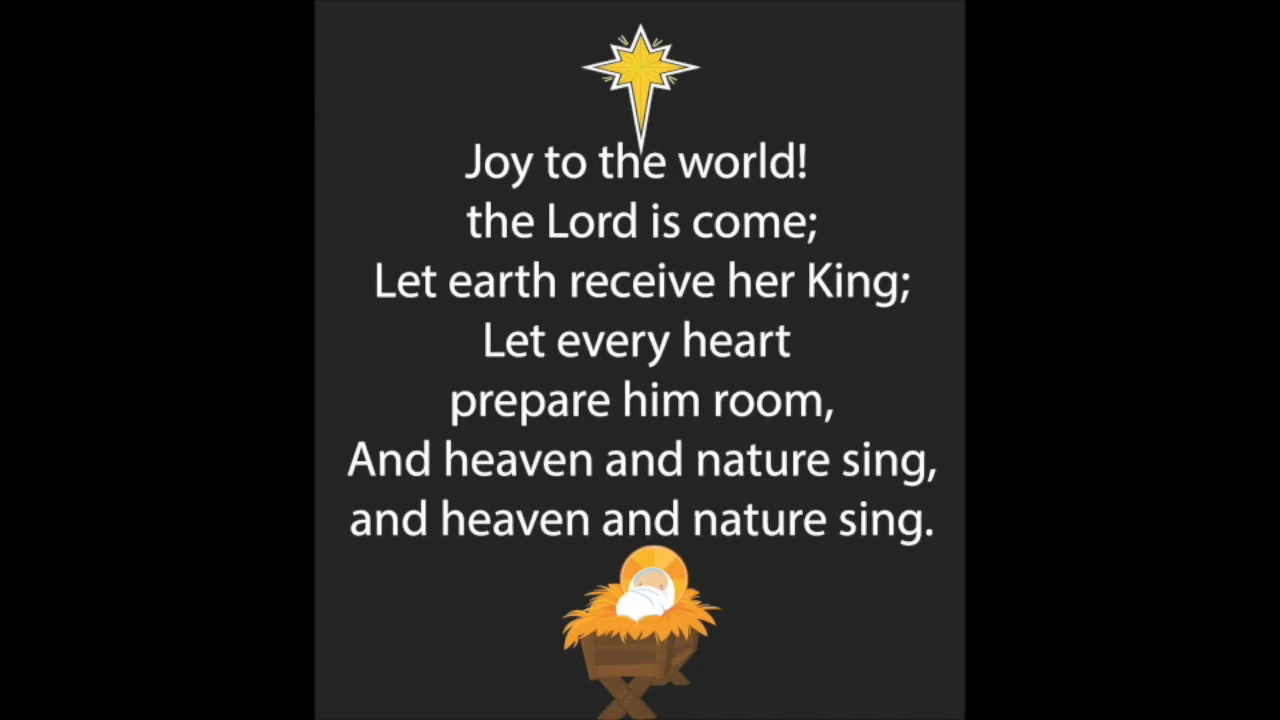 Joy to the world!
the Lord is come;
Let earth receive her King;
Let every heart
prepare him room,
And heaven and nature sing,
and heaven and nature sing.